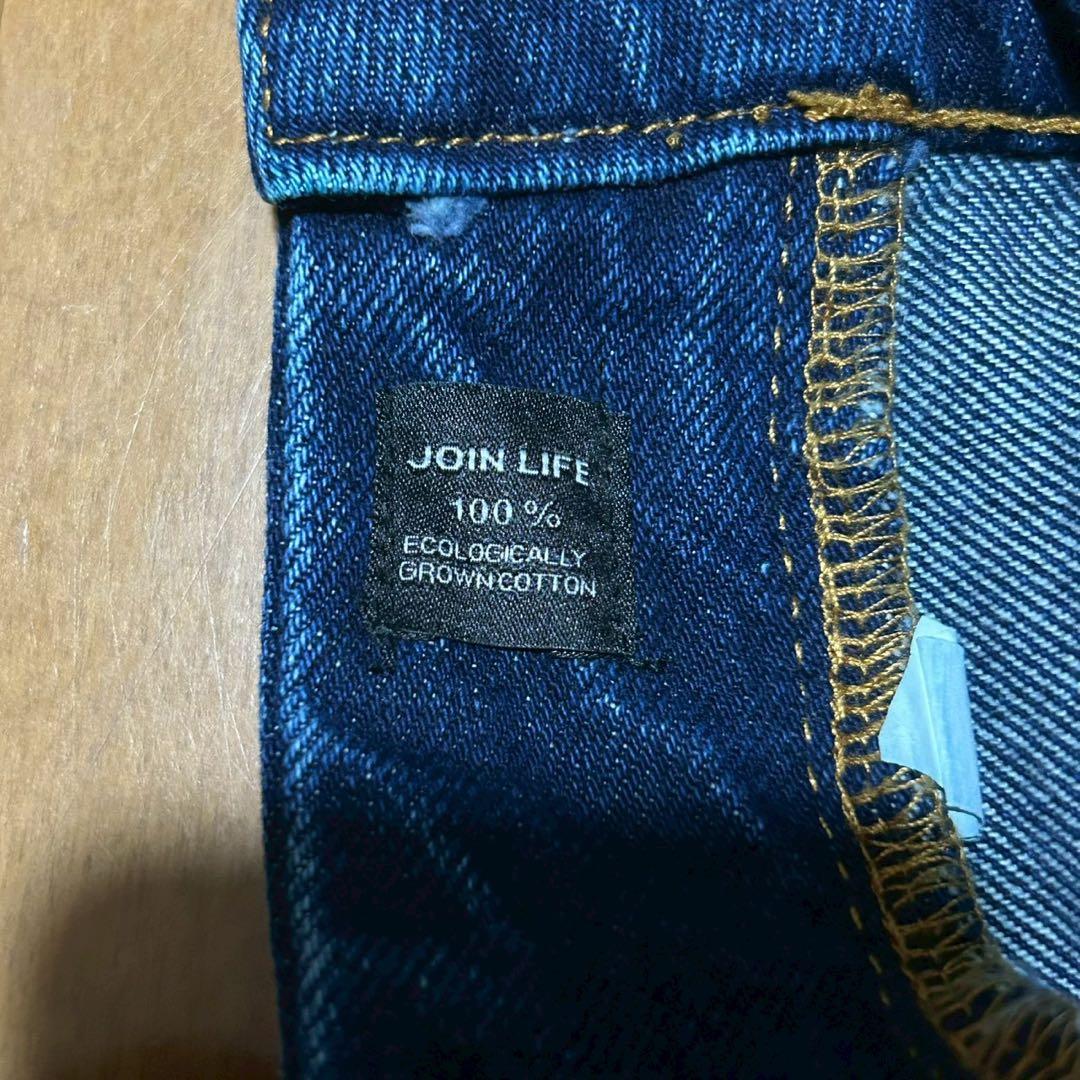 JOIN LIFE
100 %
ECOLOGICALLY
GROWN COTTON